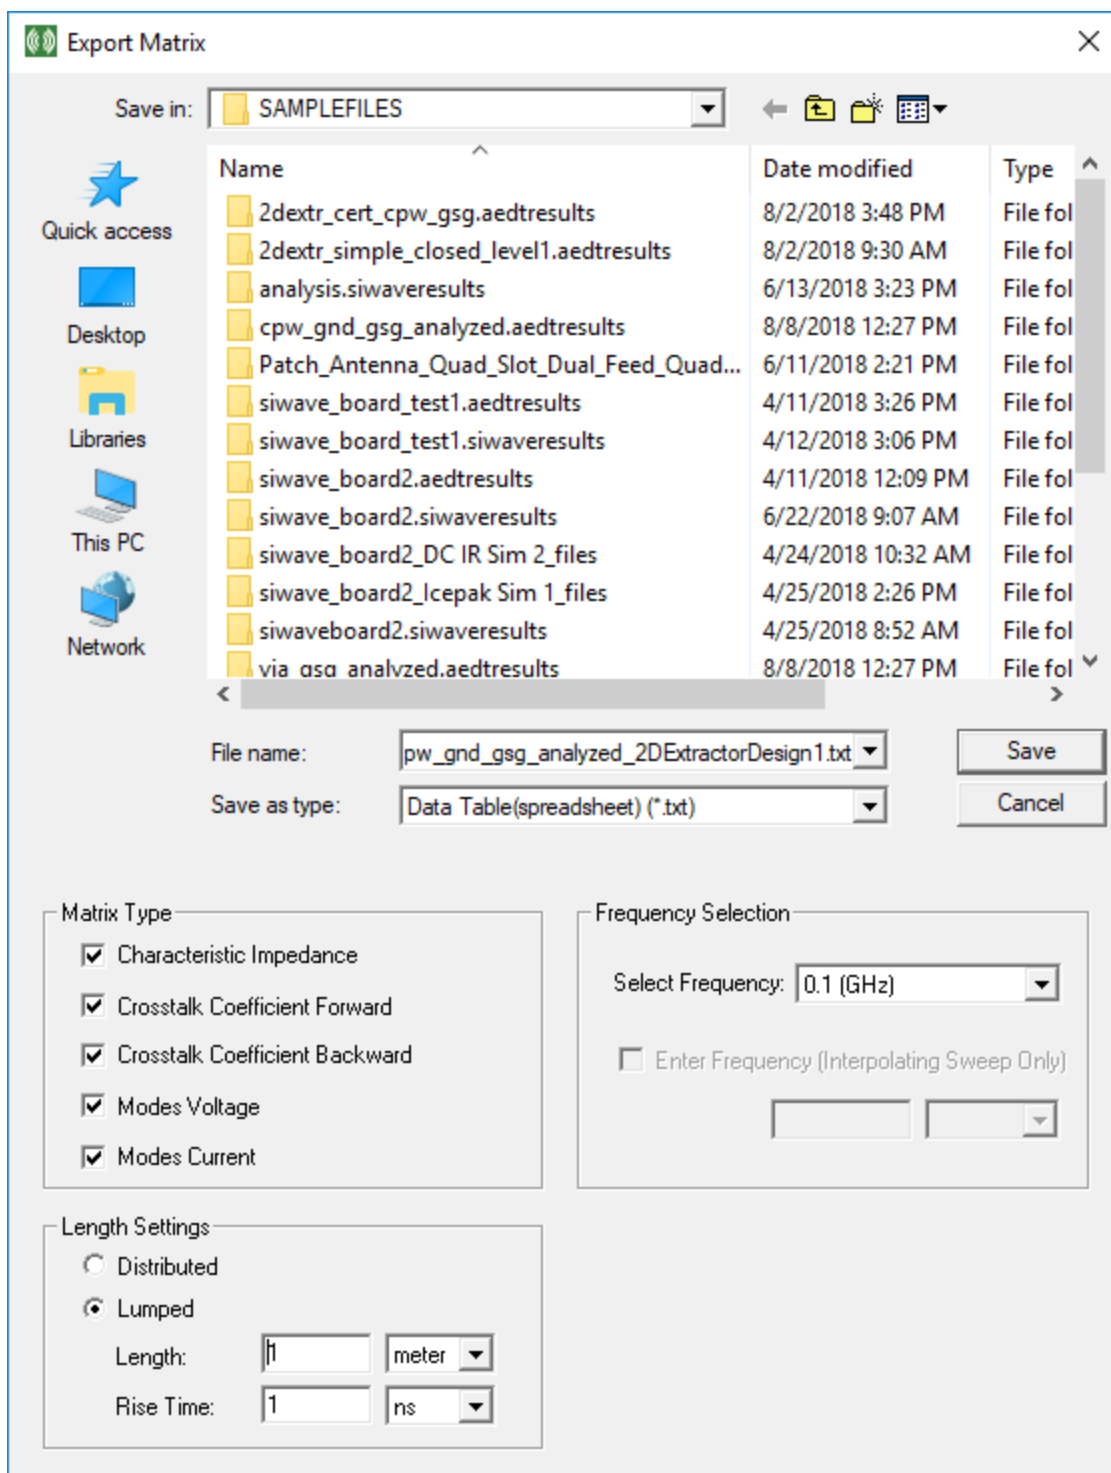 Export Matrix
Save in: SAMPLEFILES
Name Date modified Type
Quick access
Desktop
Libraries
This PC
Network
2dextr_cert_cpw_gsg.aedtresults 8/2/2018 3:48 PM File fol
2dextr_simple_closed_level1.aedtresults 8/2/2018 9:30 AM File fol
analysis.siwaveresults 6/13/2018 3:23 PM File fol
cpw_gnd_gsg_analyzed.aedtresults 8/8/2018 12:27 PM File fol
Patch_Antenna_Quad_Slot_Dual_Feed_Quad... 6/11/2018 2:21 PM File fol
siwave_board_test1.aedtresults 4/11/2018 3:26 PM File fol
siwave_board_test1.siwaveresults 4/12/2018 3:06 PM File fol
siwave_board2.aedtresults 4/11/2018 12:09 PM File fol
siwave_board2.siwaveresults 6/22/2018 9:07 AM File fol
siwave_board2_DC IR Sim 2_files 4/24/2018 10:32 AM File fol
siwave_board2_Icepak Sim 1_files 4/25/2018 2:26 PM File fol
siwaveboard2.siwaveresults 4/25/2018 8:52 AM File fol
via_gsg_analyzed.aedtresults 8/8/2018 12:27 PM File fol
File name: pw_gnd_gsg_analyzed_2DExtractorDesign1.txt Save
Save as type: Data Table(spreadsheet) (*.txt) Cancel
Matrix Type
Characteristic Impedance
Crosstalk Coefficient Forward
Crosstalk Coefficient Backward
Modes Voltage
Modes Current
Frequency Selection
Select Frequency: 0.1 (GHz)
Enter Frequency (Interpolating Sweep Only)
Length Settings
Distributed
Lumped
Length: 1 meter
Rise Time: 1 ns